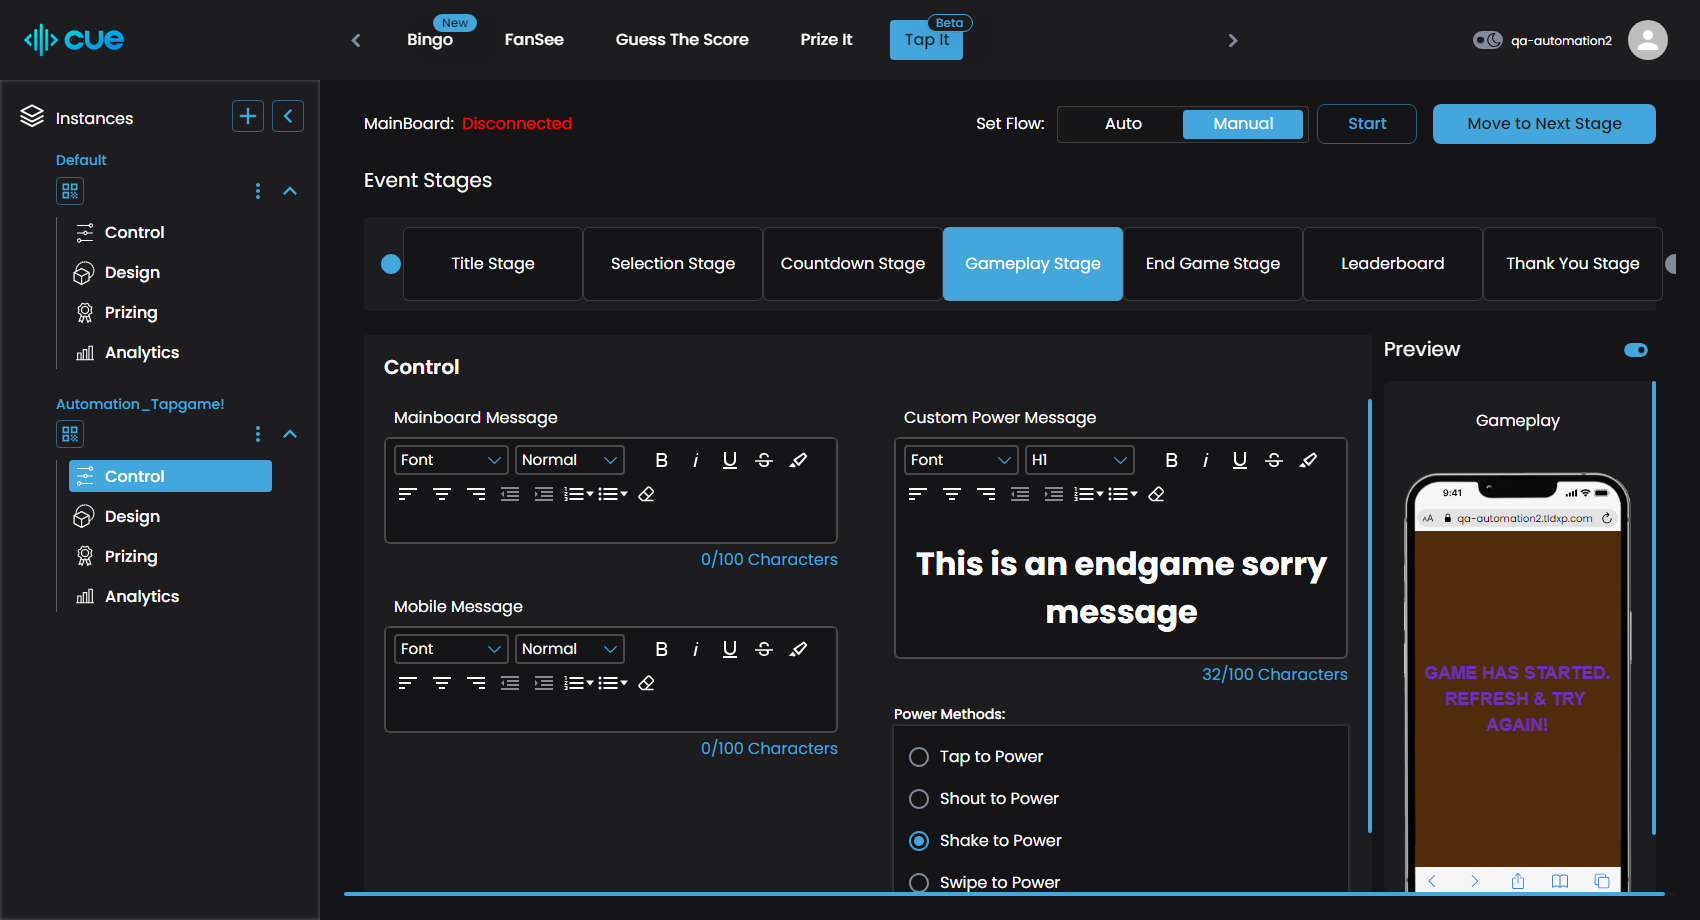 cue
New
Bingo
FanSee
Guess The Score
Prize It
Beta
Tap It
qa-automation2
Instances
Default
Control
Design
Prizing
Analytics
Automation_Tapgame!
Control
Design
Prizing
Analytics
MainBoard: Disconnected
Set Flow:
Auto
Manual
Start
Move to Next Stage
Event Stages
Title Stage
Selection Stage
Countdown Stage
Gameplay Stage
End Game Stage
Leaderboard
Thank You Stage
Control
Mainboard Message
Font
Normal
B i U S
0/100 Characters
Mobile Message
Font
Normal
B i U S
0/100 Characters
Custom Power Message
Font
H1
B i U S
This is an endgame sorry
message
32/100 Characters
Power Methods:
Tap to Power
Shout to Power
Shake to Power
Swipe to Power
Preview
Gameplay
9:41
AA qa-automation2.tldxp.com
GAME HAS STARTED.
REFRESH & TRY
AGAIN!